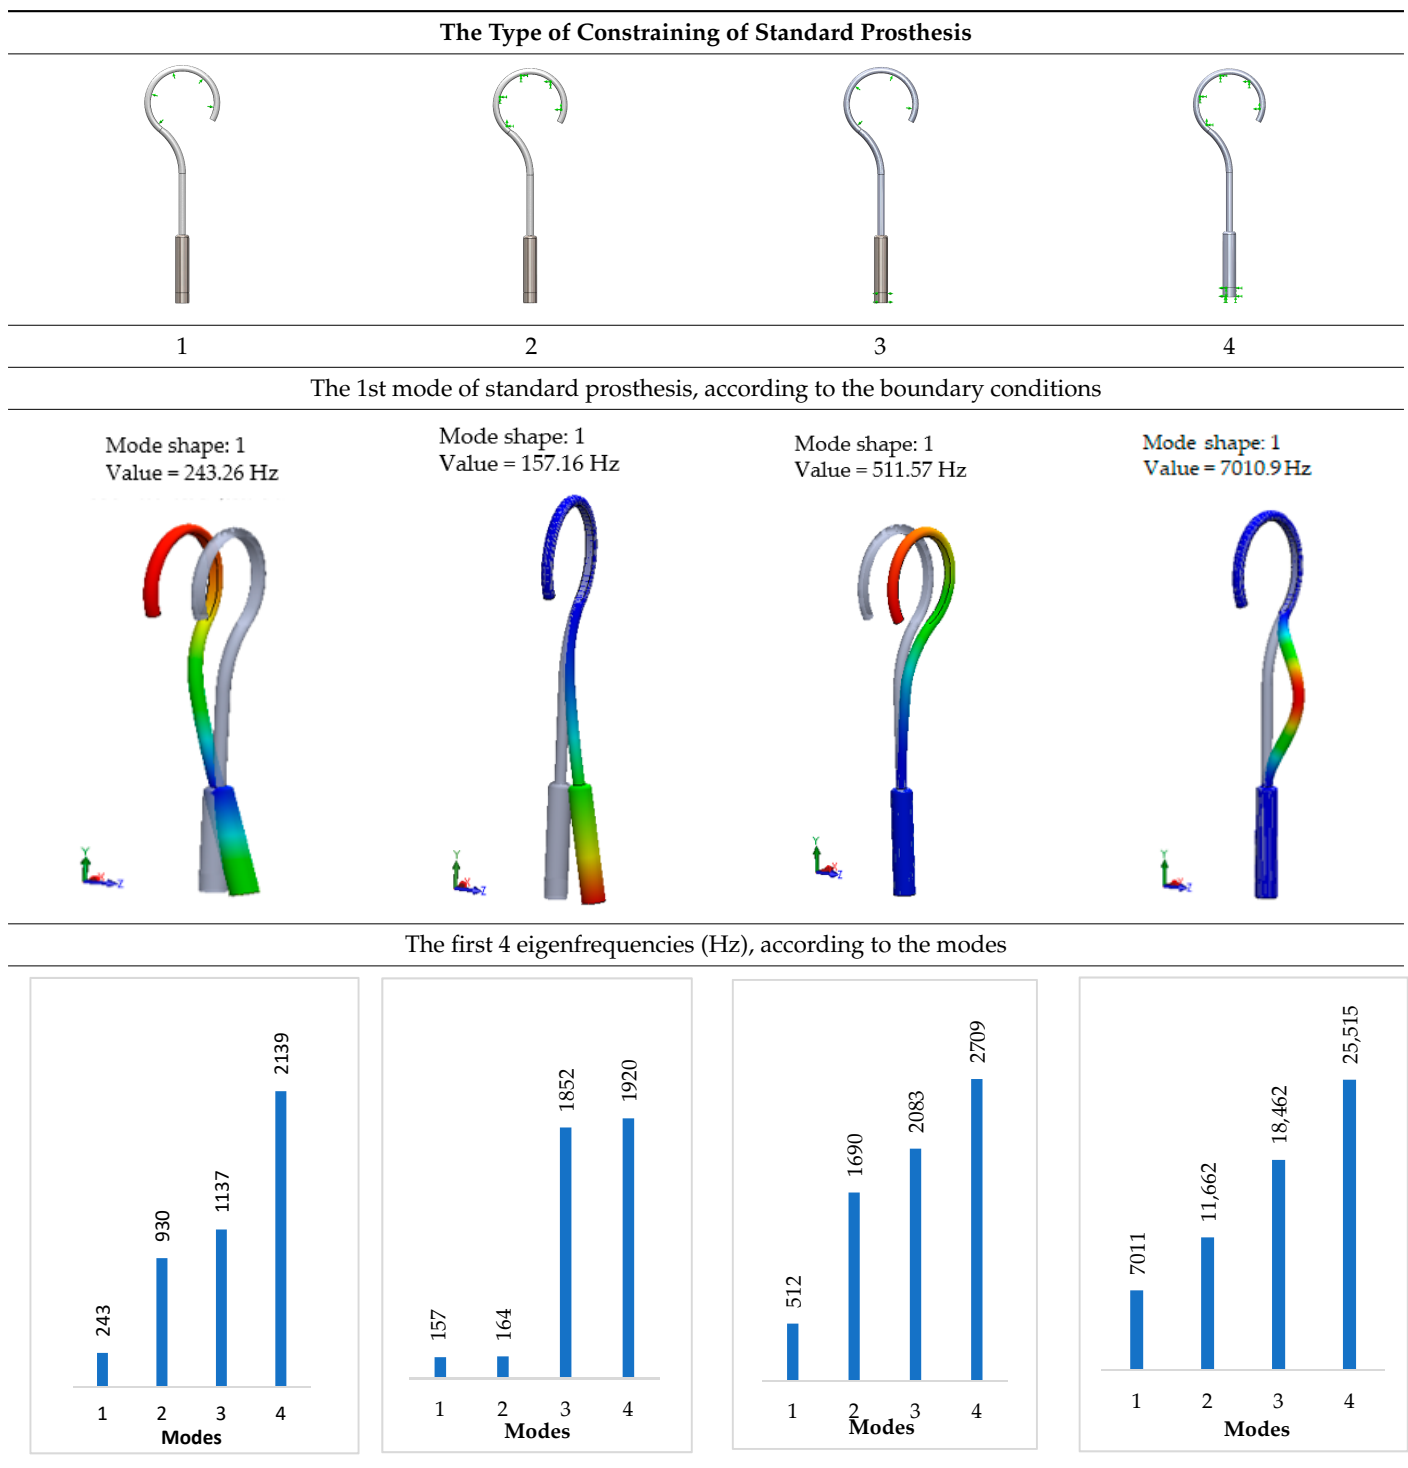 The Type of Constraining of Standard Prosthesis
1 2 3 4
The 1st mode of standard prosthesis, according to the boundary conditions
Mode shape: 1
Value = 243.26 Hz
Mode shape: 1
Value = 157.16 Hz
Mode shape: 1
Value = 511.57 Hz
Mode shape: 1
Value = 7010.9 Hz
Y X Z
Y X Z
Y X Z
Y X Z
The first 4 eigenfrequencies (Hz), according to the modes
243 930 1137 2139
1 2 3 4
Modes
157 164 1852 1920
1 2 3 4
Modes
512 1690 2083 2709
1 2 3 4
Modes
7011 11,662 18,462 25,515
1 2 3 4
Modes